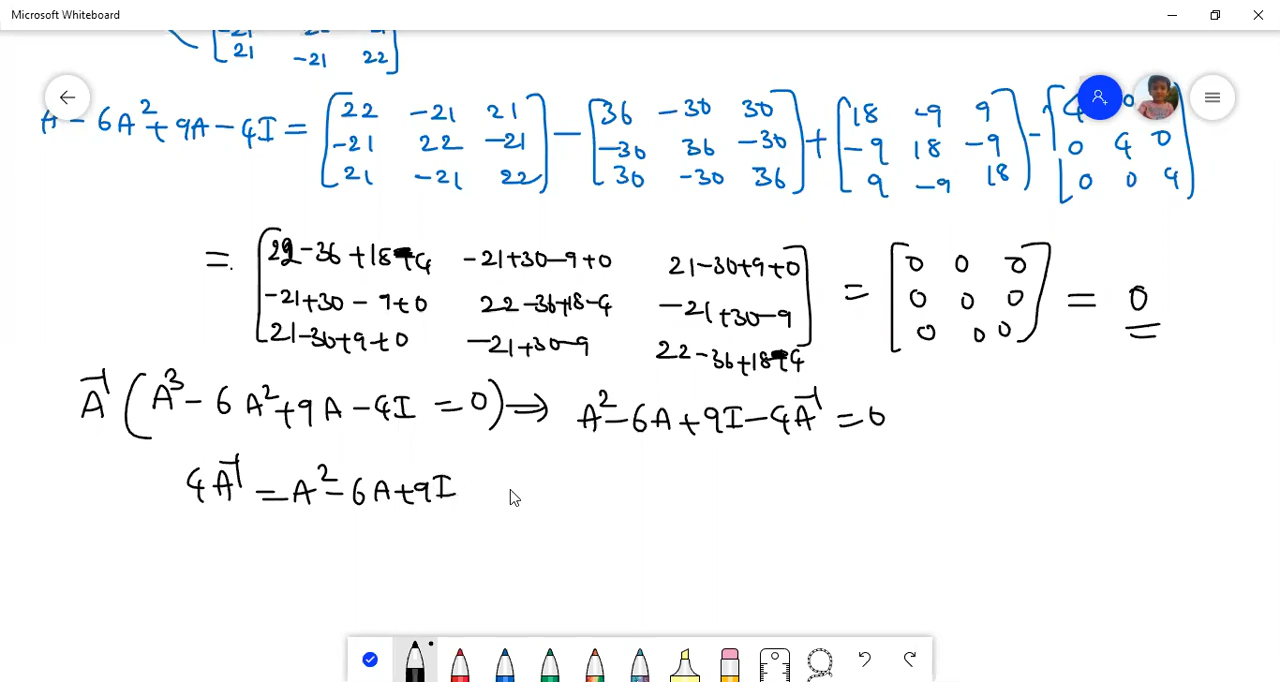 Microsoft Whiteboard
21 -21 22
A - 6A² + 9A - 4I = [22 -21 21] - [36 -30 30] + [18 -9 9] - [4 0
[-21 22 -21] [-30 36 -30] [-9 18 -9] [0 4 0]
[21 -21 22] [30 -30 36] [9 -9 18] [0 0 4]
= [22-36+18-4 -21+30-9+0 21-30+9+0] = [0 0 0] = 0
[-21+30-9+0 22-36+18-4 -21+30-9] [0 0 0]
[21-30+9+0 -21+30-9 22-36+18-4] [0 0 0]
A⁻¹(A³ - 6A² + 9A - 4I = 0) ⇒ A² - 6A + 9I - 4A⁻¹ = 0
4A⁻¹ = A² - 6A + 9I